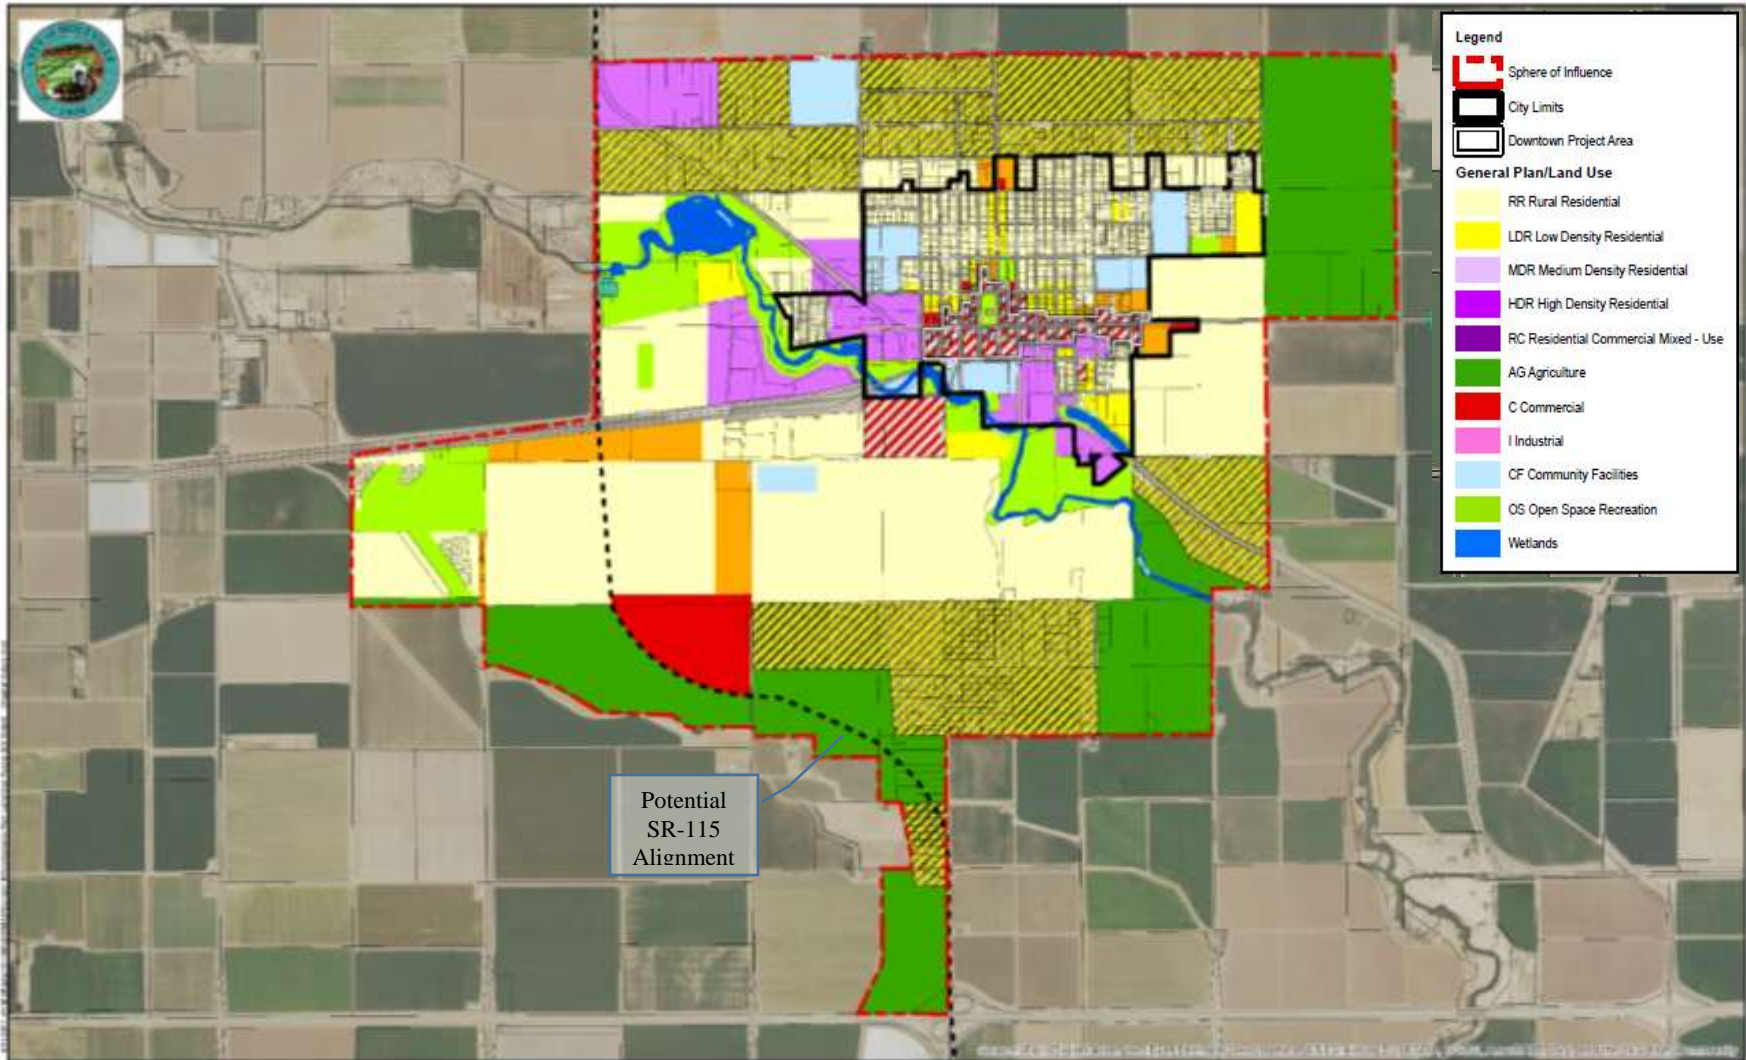 Legend
Sphere of Influence
City Limits
Downtown Project Area
General Plan/Land Use
RR Rural Residential
LDR Low Density Residential
MDR Medium Density Residential
HDR High Density Residential
RC Residential Commercial Mixed - Use
AG Agriculture
C Commercial
I Industrial
CF Community Facilities
OS Open Space Recreation
Wetlands
Potential
SR-115
Alignment